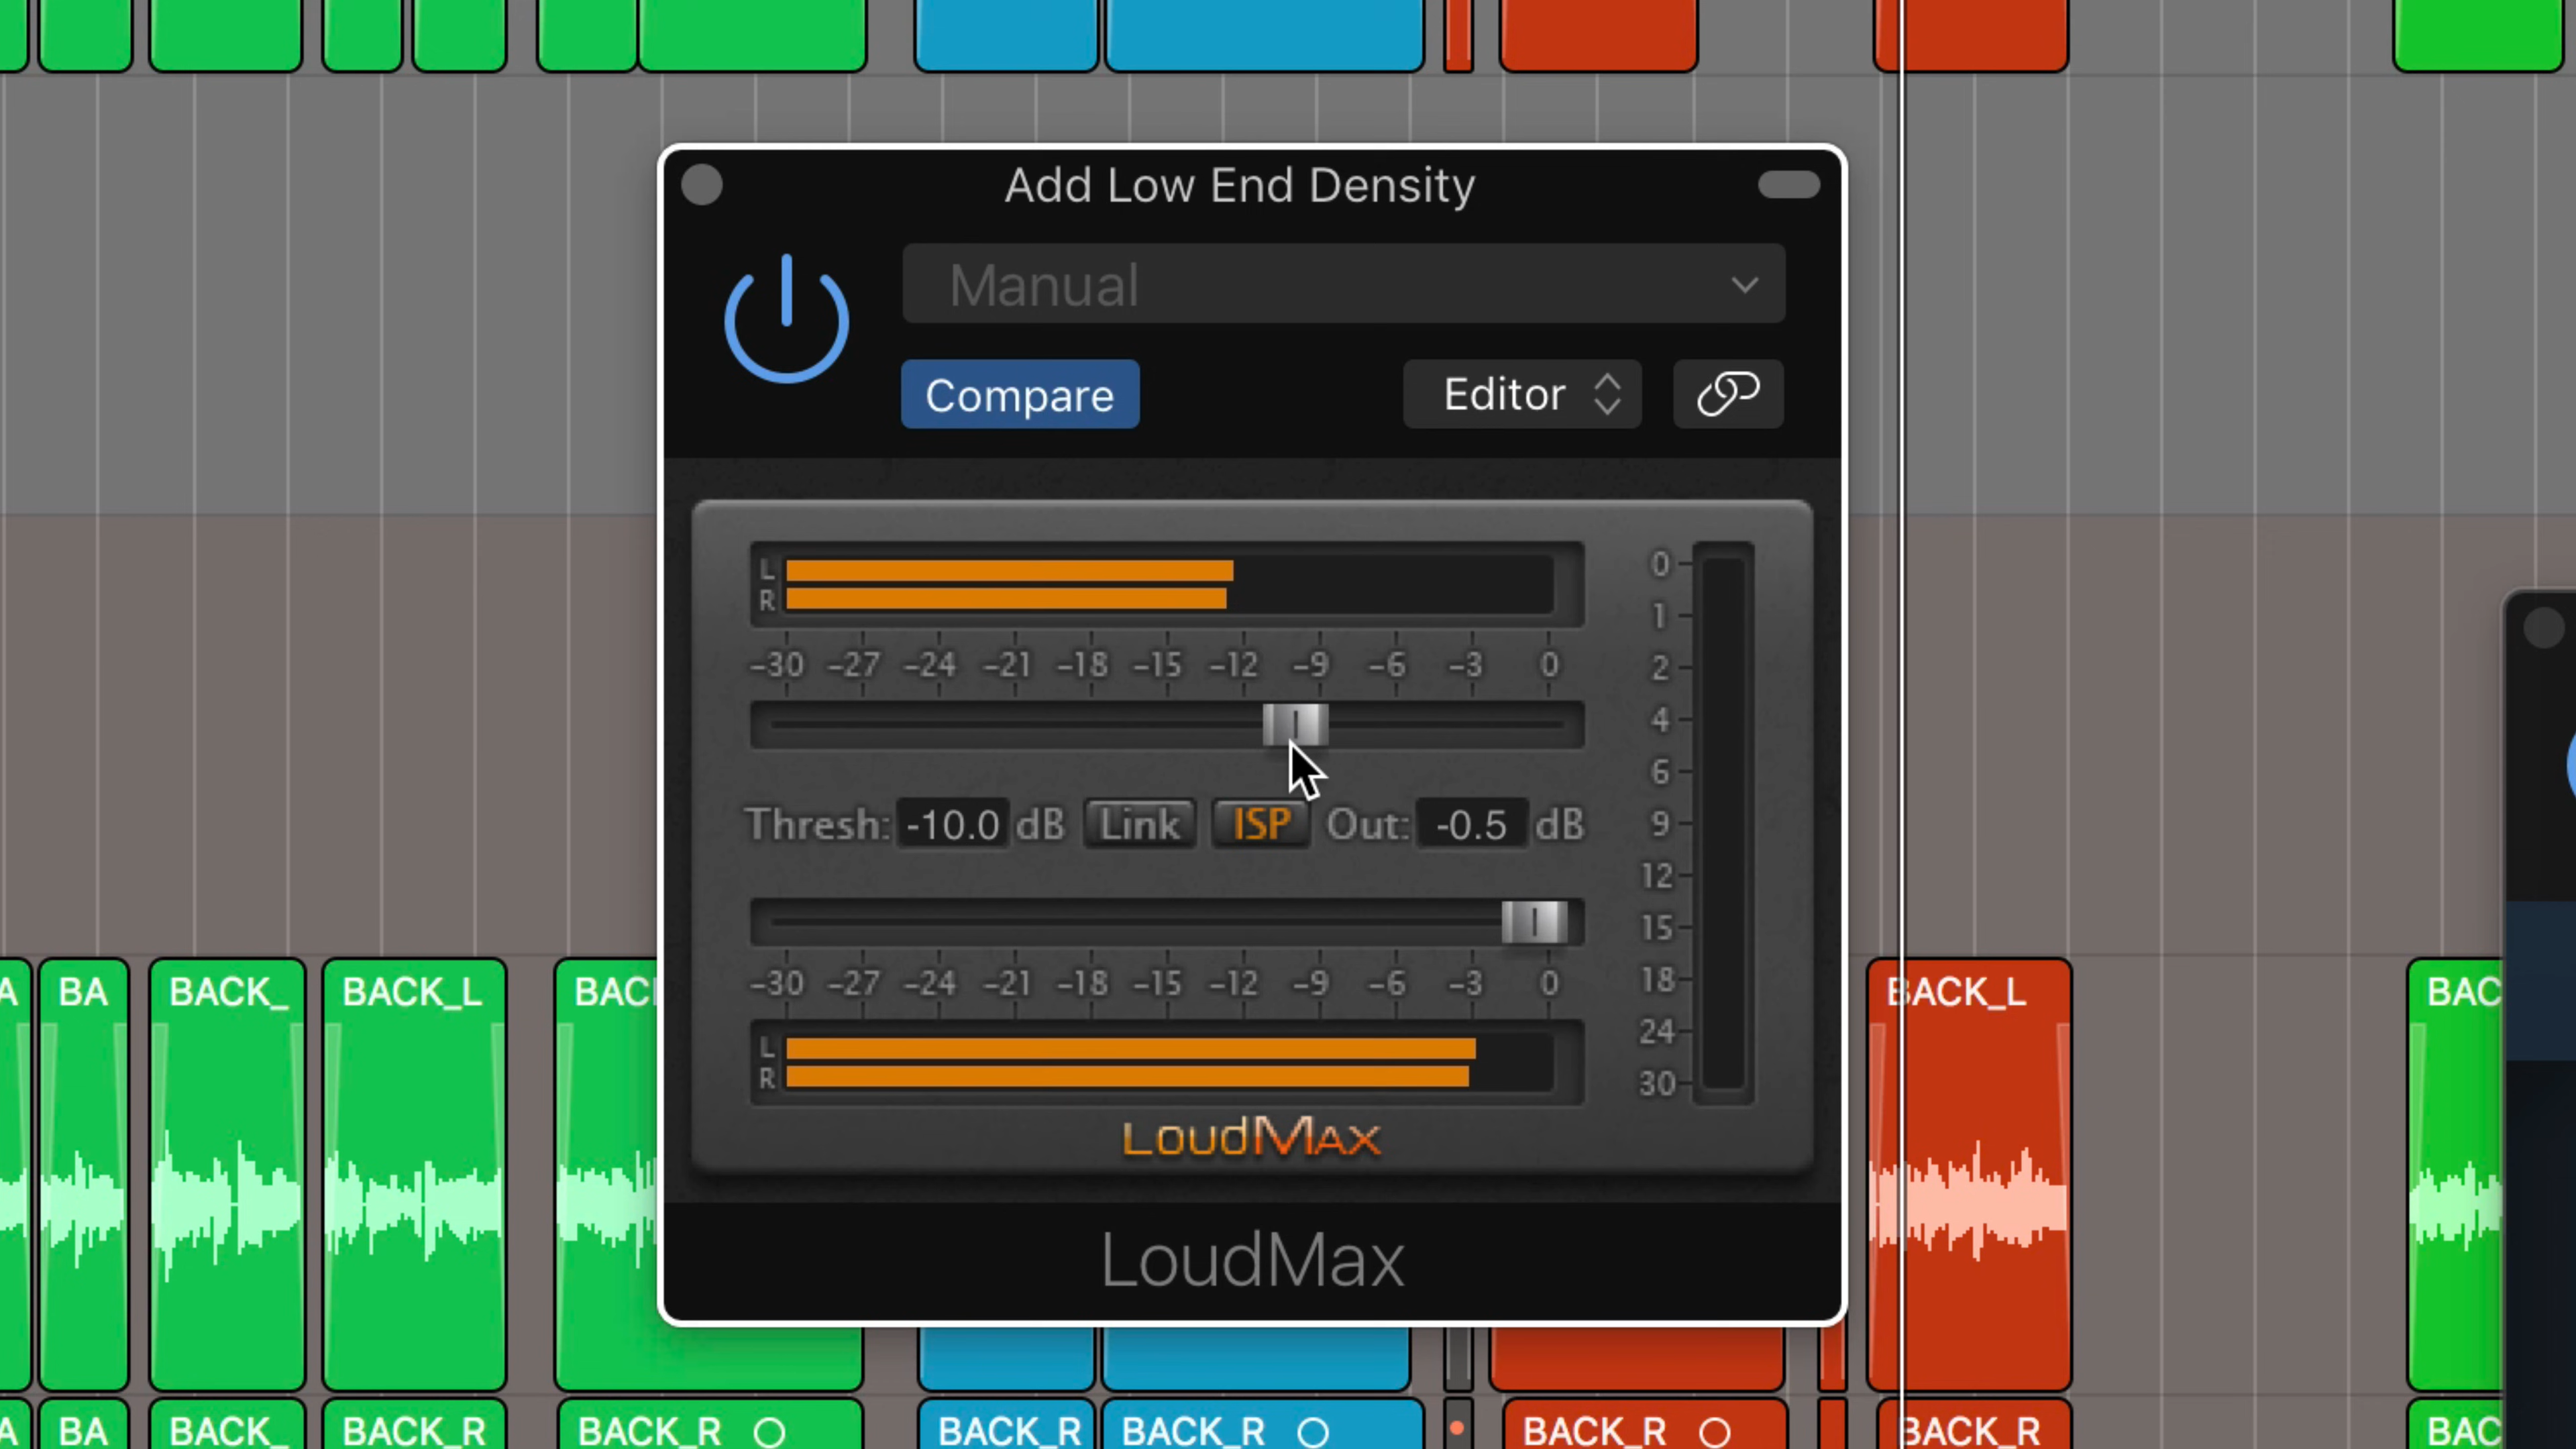 Add Low End Density
Manual
Compare
Editor
L
R
0
1
2
4
6
9
12
15
18
24
30
-30 -27 -24 -21 -18 -15 -12 -9 -6 -3 0
Thresh: -10.0 dB Link ISP Out: -0.5 dB
-30 -27 -24 -21 -18 -15 -12 -9 -6 -3 0
L
R
LoudMax
LoudMax
A BA BACK_ BACK_L BAC BACK_L BAC
A BA BACK_ BACK_R BACK_R BACK_R BACK_R BACK_R BACK_R BAC